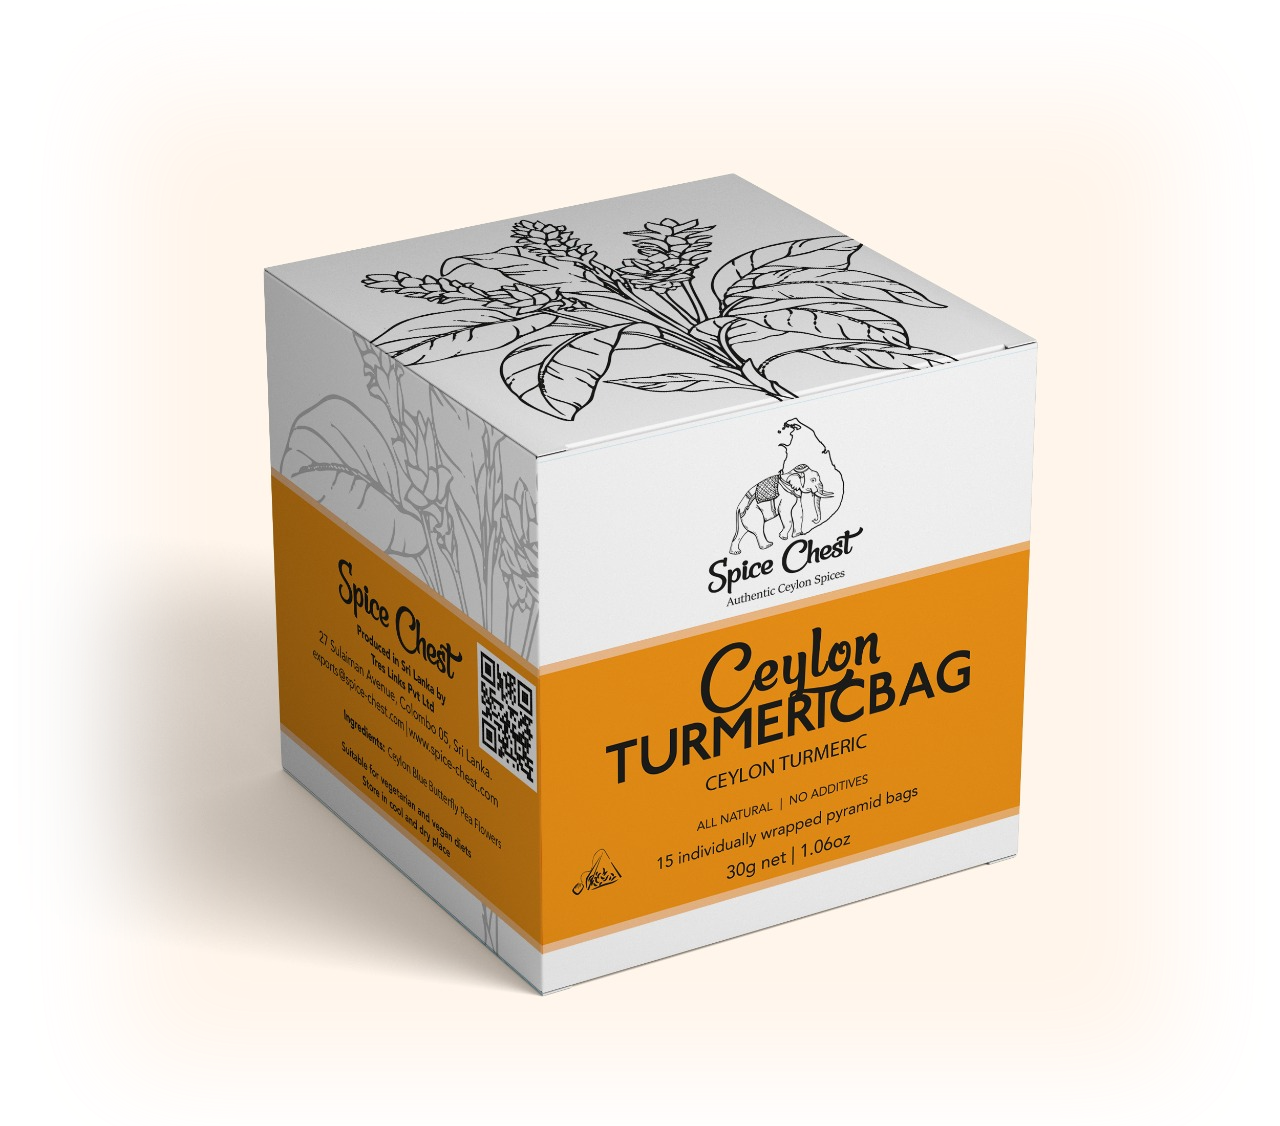 Spice Chest
Authentic Ceylon Spices
Ceylon
TURMERICBAG
CEYLON TURMERIC
ALL NATURAL | NO ADDITIVES
15 individually wrapped pyramid bags
30g net | 1.06oz
Spice Chest
Produced in Sri Lanka by
Tres Links Pvt Ltd
27 Sulaiman Avenue, Colombo 05, Sri Lanka.
exports@spice-chest.com|www.spice-chest.com
Ingredients: Ceylon Blue Butterfly Pea Flowers
Suitable for vegetarian and vegan diets
Store in cool and dry place